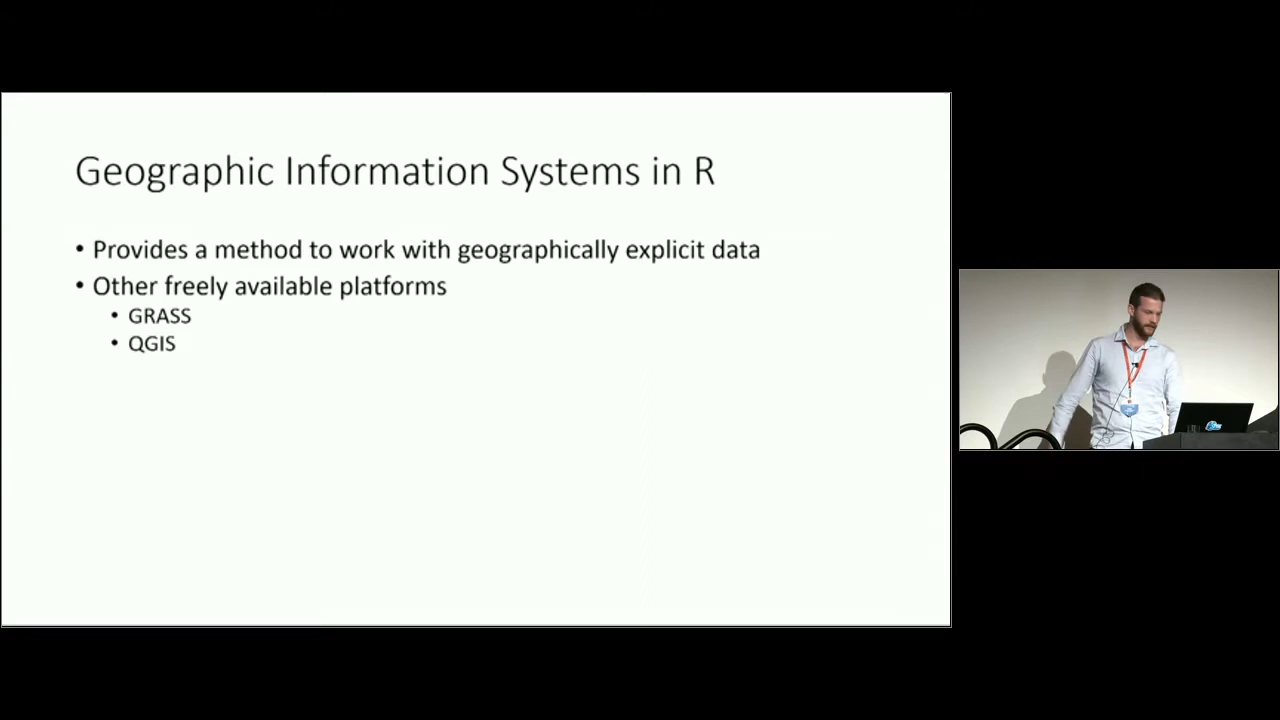 Geographic Information Systems in R
• Provides a method to work with geographically explicit data
• Other freely available platforms
• GRASS
• QGIS